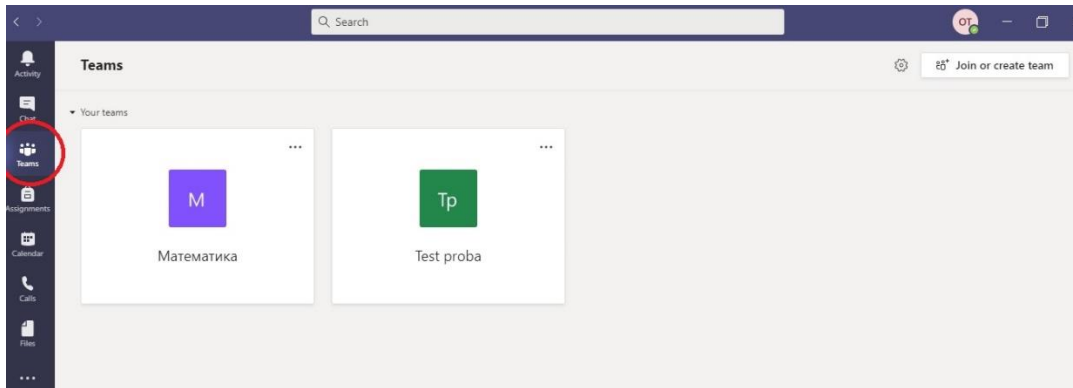 Search
OT
Activity
Chat
Teams
Assignments
Calendar
Calls
Files
Teams
Join or create team
Your teams
M
Математика
Tp
Test proba